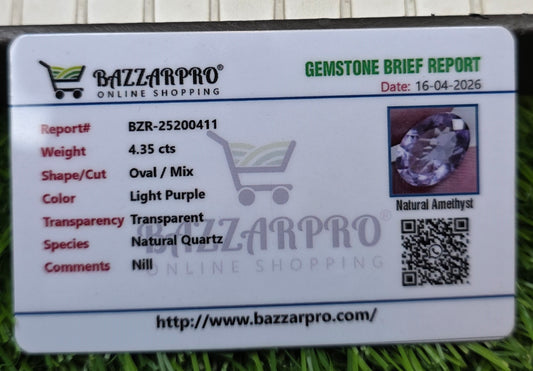 BAZZARPRO®
ONLINE SHOPPING
GEMSTONE BRIEF REPORT
Date: 16-04-2026
Report# BZR-25200411
Weight 4.35 cts
Shape/Cut Oval / Mix
Color Light Purple
Transparency Transparent
Species Natural Quartz
Comments Nill
Natural Amethyst
BAZZARPRO®
ONLINE SHOPPING
http://www.bazzarpro.com/